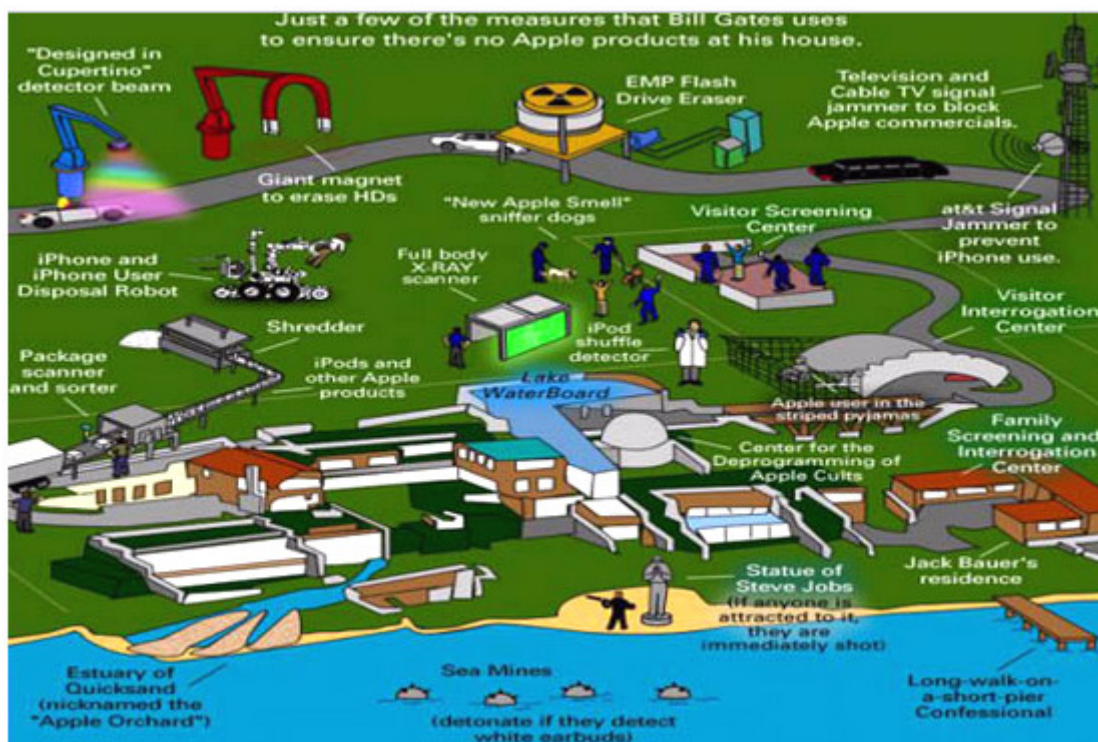 Just a few of the measures that Bill Gates uses
to ensure there's no Apple products at his house.
"Designed in
Cupertino"
detector beam
EMP Flash
Drive Eraser
Television and
Cable TV signal
jammer to block
Apple commercials.
Giant magnet
to erase HDs
"New Apple Smell"
sniffer dogs
Visitor Screening
Center
at&t Signal
Jammer to
prevent
iPhone use.
iPhone and
iPhone User
Disposal Robot
Full body
X-RAY
scanner
Visitor
Interrogation
Center
Shredder
iPod
shuffle
detector
Package
scanner
and sorter
iPods and
other Apple
products
Lake
WaterBoard
Apple user in the
striped pyjamas
Family
Screening and
Interrogation
Center
Center for the
Deprogramming of
Apple Cults
Jack Bauer's
residence
Statue of
Steve Jobs
(If anyone is
attracted to it,
they are
immediately shot)
Estuary of
Quicksand
(nicknamed the
"Apple Orchard")
Sea Mines
(detonate if they detect
white earbuds)
Long-walk-on-
a-short-pier
Confessional